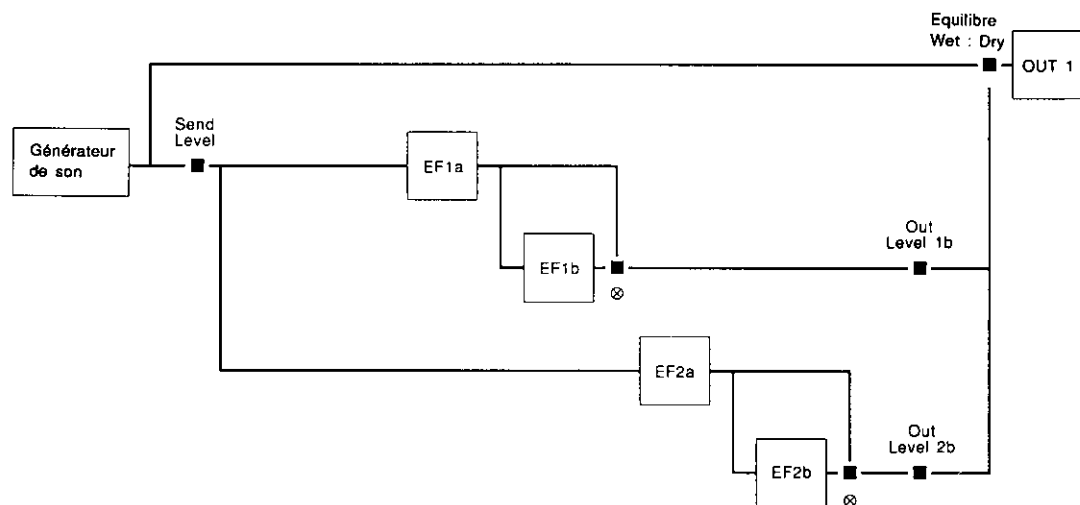 Equilibre
Wet : Dry
OUT 1
Send
Level
Générateur
de son
EF1a
EF1b
Out
Level 1b
EF2a
Out
Level 2b
EF2b